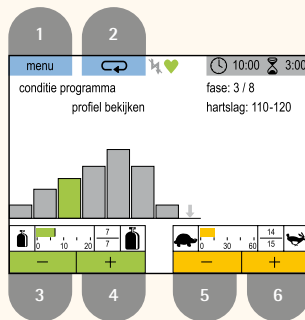 1 2
menu 10:00 3:00
conditie programma fase: 3 / 8
profiel bekijken hartslag: 110-120
0 10 20 7 7 0 30 60 14 15
− + − +
3 4 5 6